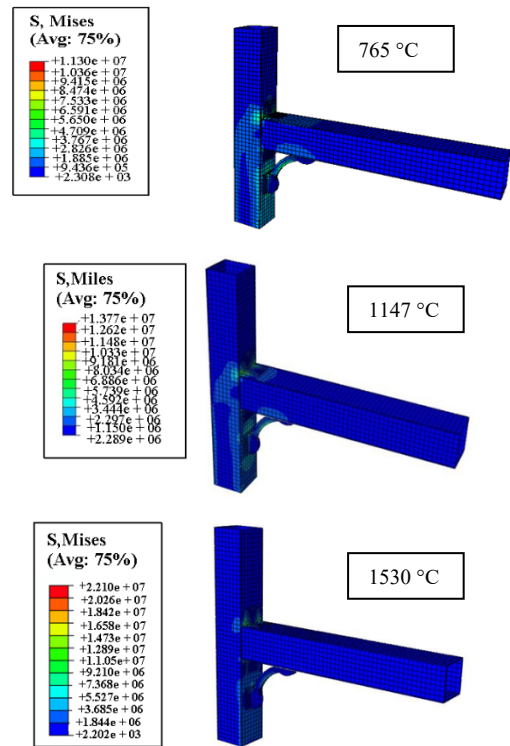 S, Mises
(Avg: 75%)
+1.130e + 07
+1.036e + 07
+9.415e + 06
+8.474e + 06
+7.533e + 06
+6.591e + 06
+5.650e + 06
+4.709e + 06
+3.767e + 06
+2.826e + 06
+1.885e + 06
+9.436e + 05
+2.308e + 03
765 °C
S,Miles
(Avg: 75%)
+1.377e + 07
+1.262e + 07
+1.148e + 07
+1.033e + 07
+9.181e + 06
+8.034e + 06
+6.886e + 06
+5.739e + 06
+4.592e + 06
+3.444e + 06
+2.297e + 06
+1.150e + 06
+2.289e + 06
1147 °C
S,Mises
(Avg: 75%)
+2.210e + 07
+2.026e + 07
+1.842e + 07
+1.658e + 07
+1.473e + 07
+1.289e + 07
+1,1.05e + 07
+9.210e + 06
+7.368e + 06
+5.527e + 06
+3.685e + 06
+1.844e + 06
+2.202e + 03
1530 °C